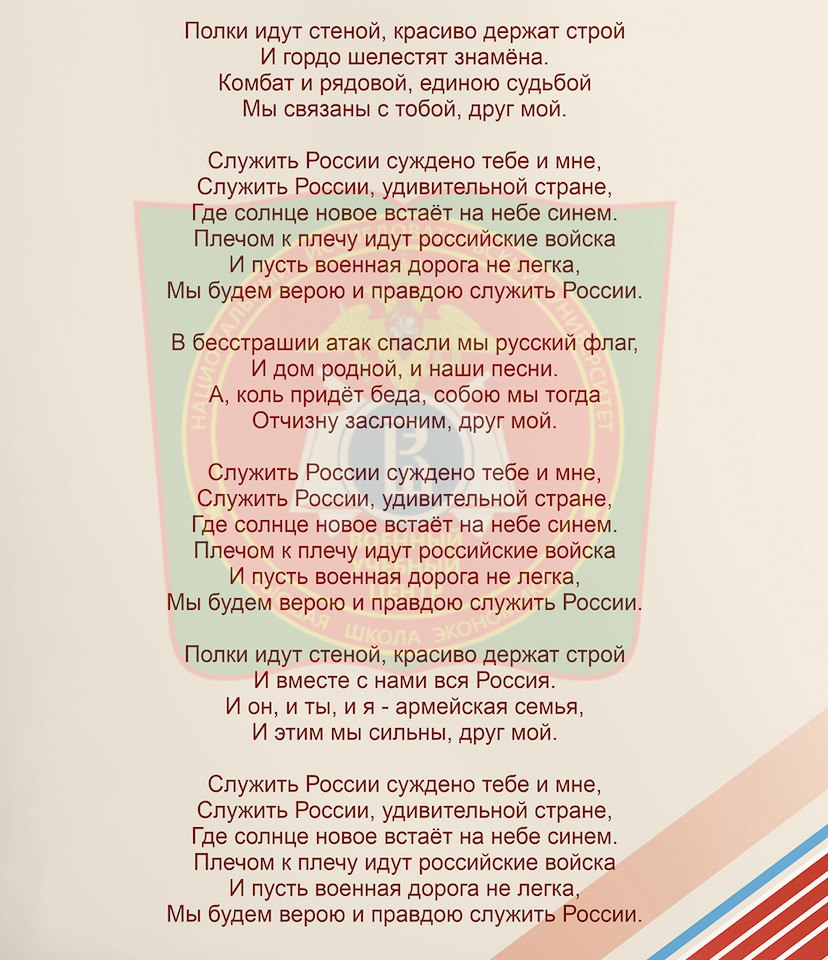 Полки идут стеной, красиво держат строй
И гордо шелестят знамёна.
Комбат и рядовой, единою судьбой
Мы связаны с тобой, друг мой.
Служить России суждено тебе и мне,
Служить России, удивительной стране,
Где солнце новое встаёт на небе синем.
Плечом к плечу идут российские войска
И пусть военная дорога не легка,
Мы будем верою и правдою служить России.
В бесстрашии атак спасли мы русский флаг,
И дом родной, и наши песни.
А, коль придёт беда, собою мы тогда
Отчизну заслоним, друг мой.
Служить России суждено тебе и мне,
Служить России, удивительной стране,
Где солнце новое встаёт на небе синем.
Плечом к плечу идут российские войска
И пусть военная дорога не легка,
Мы будем верою и правдою служить России.
Полки идут стеной, красиво держат строй
И вместе с нами вся Россия.
И он, и ты, и я - армейская семья,
И этим мы сильны, друг мой.
Служить России суждено тебе и мне,
Служить России, удивительной стране,
Где солнце новое встаёт на небе синем.
Плечом к плечу идут российские войска
И пусть военная дорога не легка,
Мы будем верою и правдою служить России.
НАЦИОНАЛЬНЫЙ ИССЛЕДОВАТЕЛЬСКИЙ УНИВЕРСИТЕТ
ВОЕННЫЙ
УЧЕБНЫЙ
ЦЕНТР
ШКОЛА